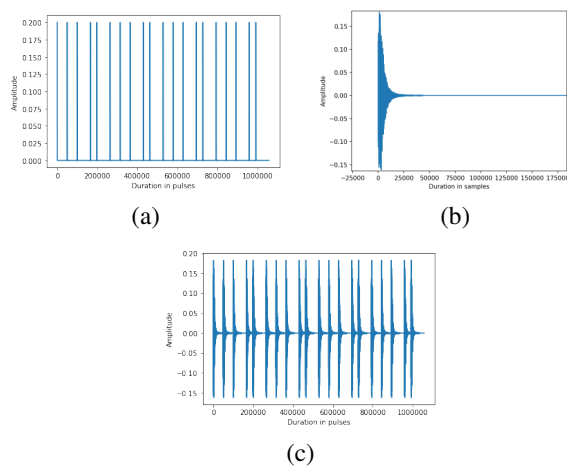 0.200
0.175
0.150
0.125
0.100
0.075
0.050
0.025
0.000
Amplitude
0 200000 400000 600000 800000 1000000
Duration in pulses
(a)
0.15
0.10
0.05
0.00
−0.05
−0.10
−0.15
Amplitude
−25000 0 25000 50000 75000 100000 125000 150000 175000
Duration in samples
(b)
0.20
0.15
0.10
0.05
0.00
−0.05
−0.10
−0.15
Amplitude
0 200000 400000 600000 800000 1000000
Duration in pulses
(c)